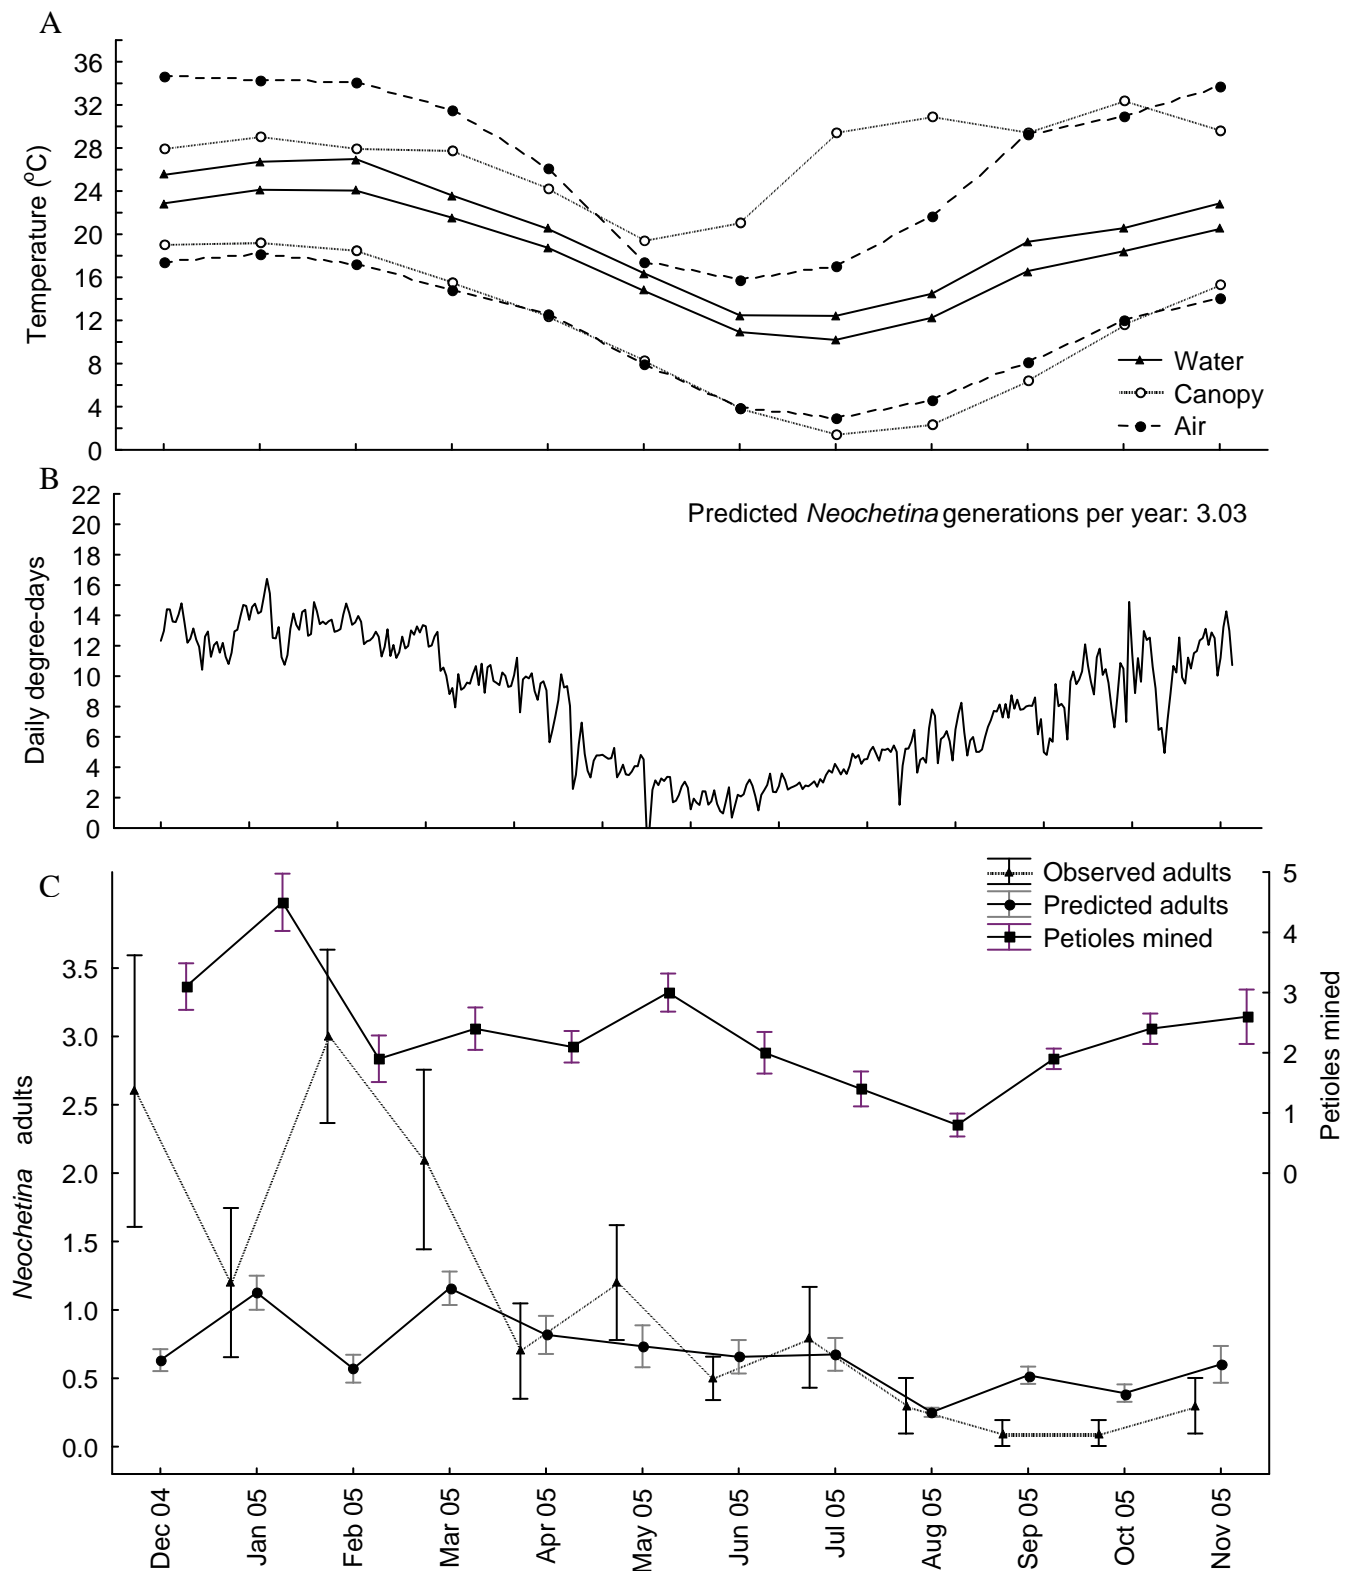 A
36
32
28
24
20
16
12
8
4
0
Temperature (°C)
Water
Canopy
Air
B
22
20
18
16
14
12
10
8
6
4
2
0
Daily degree-days
Predicted Neochetina generations per year: 3.03
C
Observed adults
Predicted adults
Petioles mined
3.5
3.0
2.5
2.0
1.5
1.0
0.5
0.0
Neochetina adults
5
4
3
2
1
0
Petioles mined
Dec 04
Jan 05
Feb 05
Mar 05
Apr 05
May 05
Jun 05
Jul 05
Aug 05
Sep 05
Oct 05
Nov 05